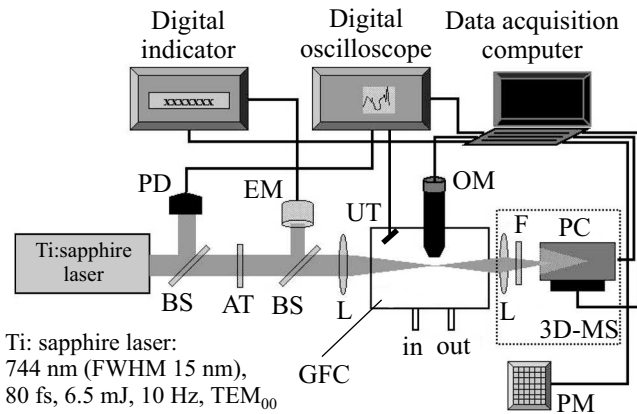 Digital
indicator
Digital
oscilloscope
Data acquisition
computer
xxxxxxx
PD
EM
UT
OM
F
PC
Ti:sapphire
laser
BS
AT
BS
L
L
3D-MS
in out
GFC
PM
Ti: sapphire laser:
744 nm (FWHM 15 nm),
80 fs, 6.5 mJ, 10 Hz, TEM₀₀